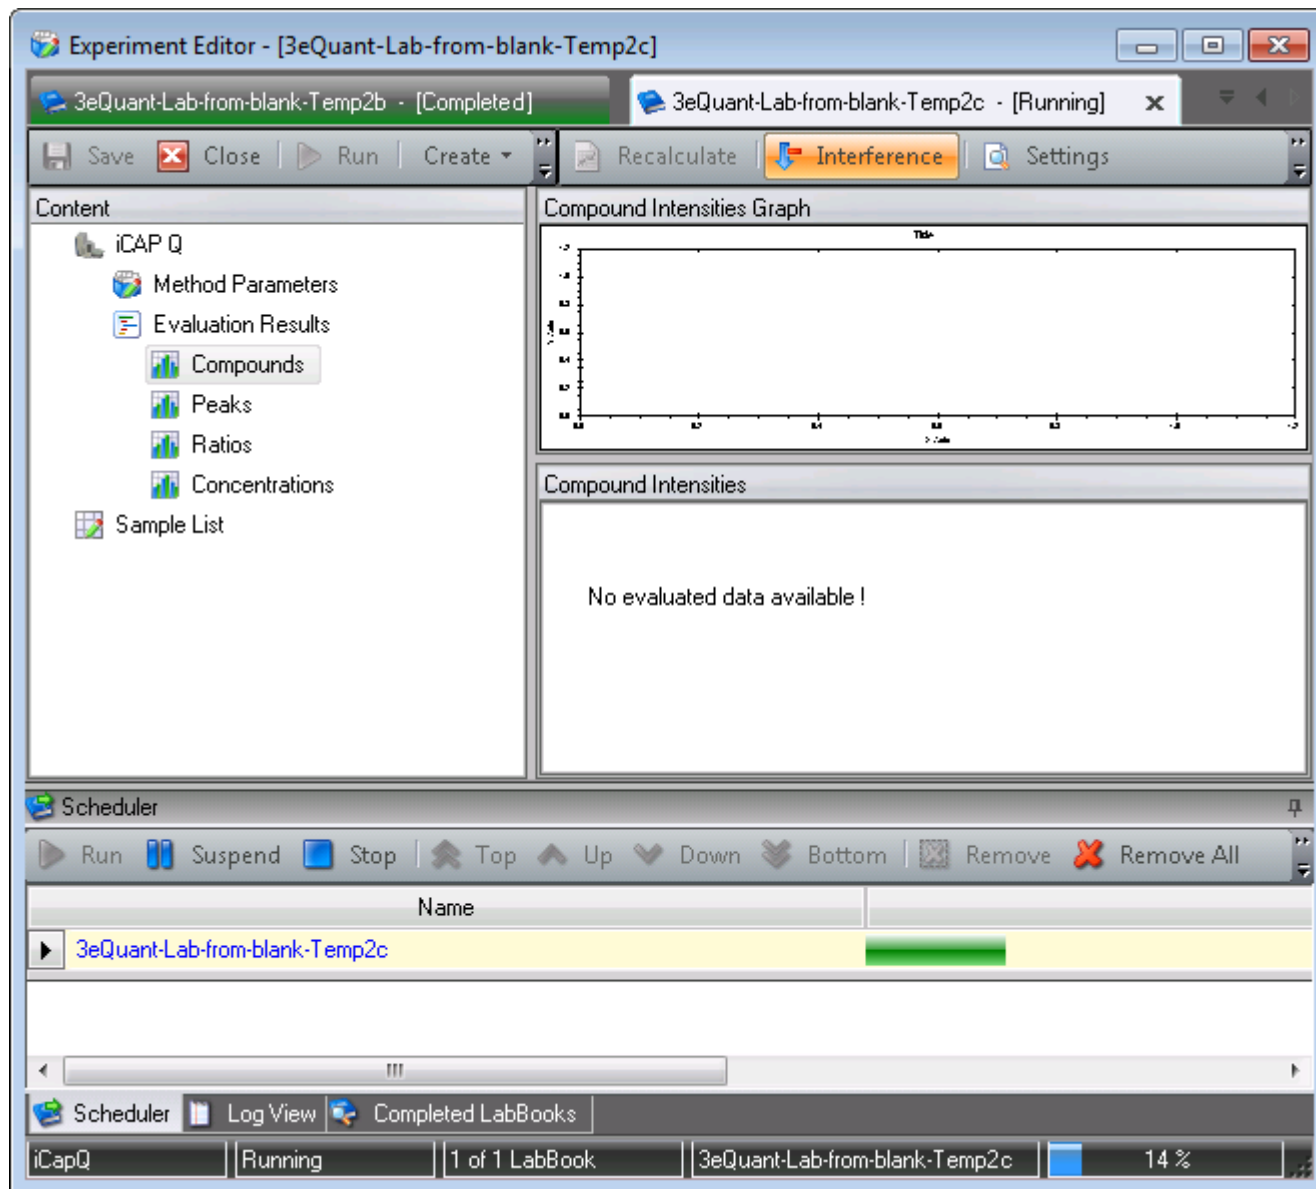 Experiment Editor - [3eQuant-Lab-from-blank-Temp2c]
3eQuant-Lab-from-blank-Temp2b - [Completed]
3eQuant-Lab-from-blank-Temp2c - [Running]
Save Close Run Create
Recalculate Interference Settings
Content
iCAP Q
Method Parameters
Evaluation Results
Compounds
Peaks
Ratios
Concentrations
Sample List
Compound Intensities Graph
Title
Compound Intensities
No evaluated data available !
Scheduler
Run Suspend Stop Top Up Down Bottom Remove Remove All
Name
3eQuant-Lab-from-blank-Temp2c
Scheduler Log View Completed LabBooks
iCapQ Running 1 of 1 LabBook 3eQuant-Lab-from-blank-Temp2c 14 %